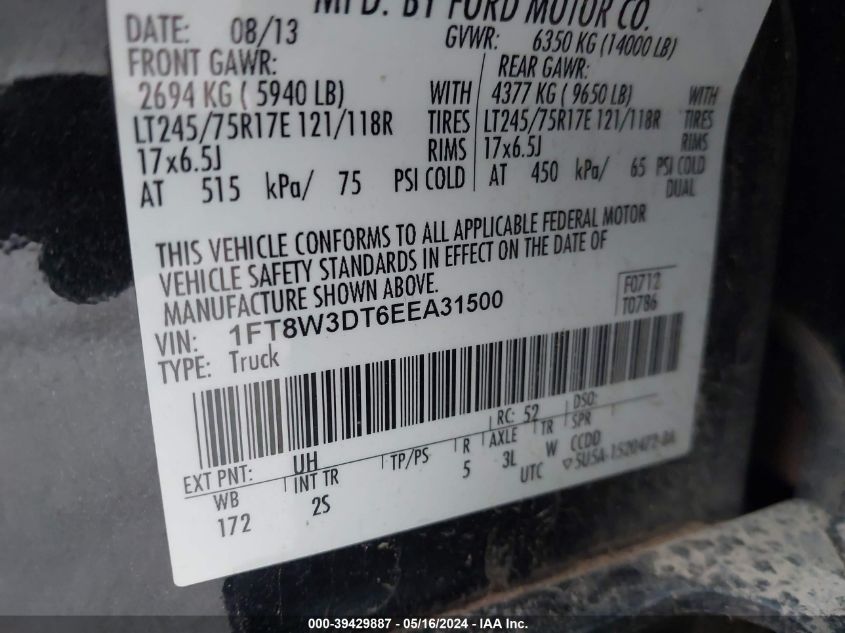 MFD. BY FORD MOTOR CO.
DATE: 08/13 GVWR: 6350 KG (14000 LB)
FRONT GAWR: REAR GAWR:
2694 KG ( 5940 LB) WITH 4377 KG ( 9650 LB) WITH
LT245/75R17E 121/118R TIRES LT245/75R17E 121/118R TIRES
17x6.5J RIMS 17x6.5J RIMS
AT 515 kPa/ 75 PSI COLD AT 450 kPa/ 65 PSI COLD
DUAL
THIS VEHICLE CONFORMS TO ALL APPLICABLE FEDERAL MOTOR
VEHICLE SAFETY STANDARDS IN EFFECT ON THE DATE OF
MANUFACTURE SHOWN ABOVE.
F0712
VIN: 1FT8W3DT6EEA31500 T0786
TYPE: Truck
RC: 52 DSO:
EXT PNT: UH
WB INT TR TP/PS R AXLE TR SPR
172 2S 5 3L W CCDD
UTC ▽SU5A-1520472-BA
000-39429887 - 05/16/2024 - IAA Inc.